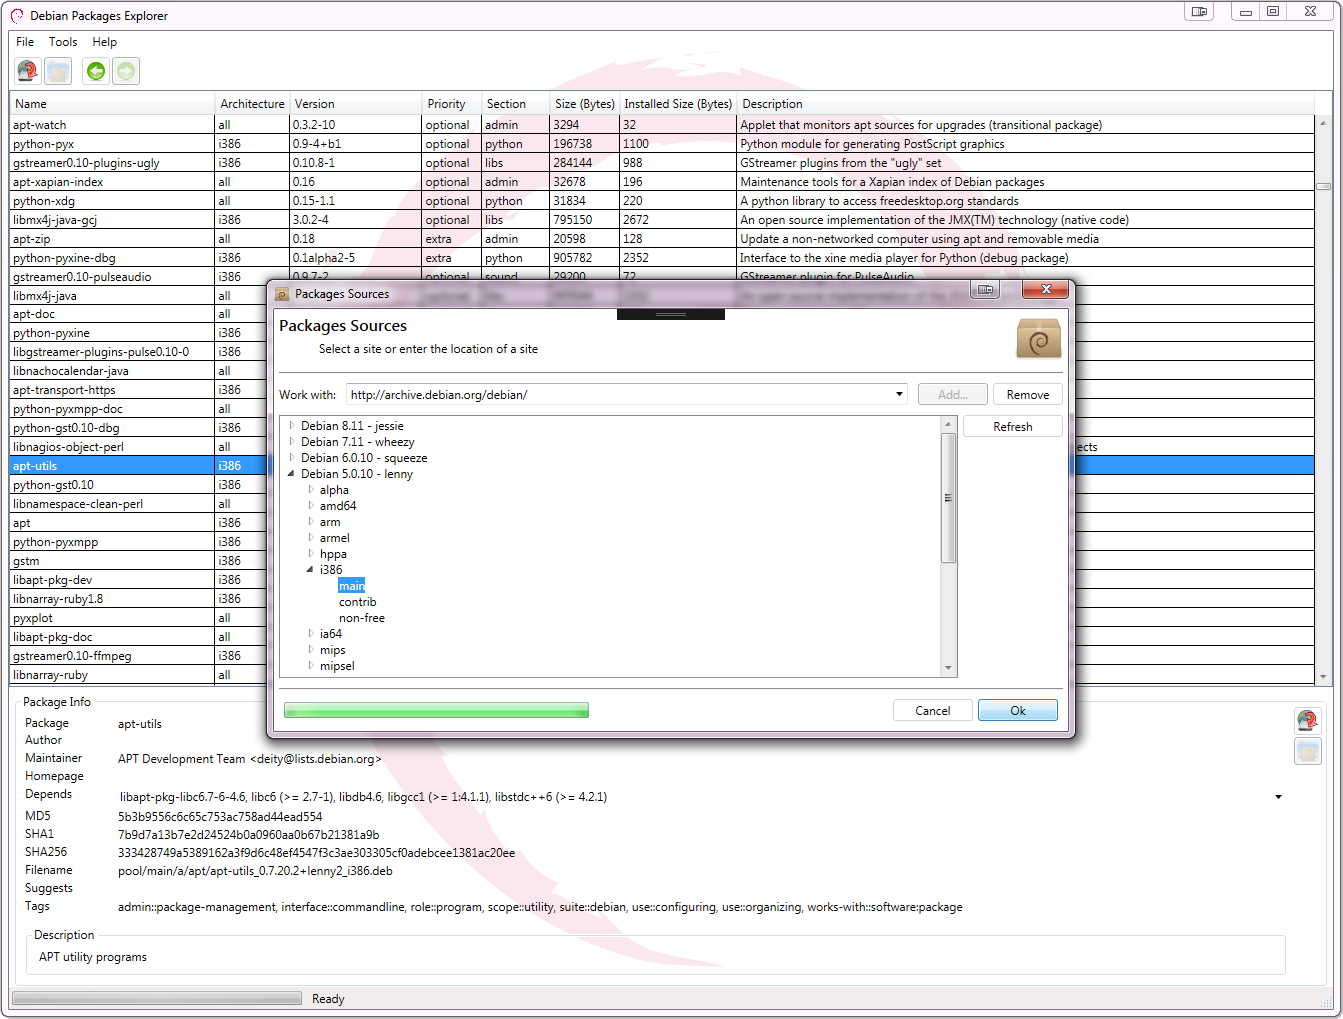 Debian Packages Explorer
File Tools Help
Name Architecture Version Priority Section Size (Bytes) Installed Size (Bytes) Description
apt-watch all 0.3.2-10 optional admin 3294 32 Applet that monitors apt sources for upgrades (transitional package)
python-pyx i386 0.9-4+b1 optional python 196738 1100 Python module for generating PostScript graphics
gstreamer0.10-plugins-ugly i386 0.10.8-1 optional libs 284144 988 GStreamer plugins from the "ugly" set
apt-xapian-index all 0.16 optional admin 32678 196 Maintenance tools for a Xapian index of Debian packages
python-xdg all 0.15-1.1 optional python 31834 220 A python library to access freedesktop.org standards
libmx4j-java-gcj i386 3.0.2-4 optional libs 795150 2672 An open source implementation of the JMX(TM) technology (native code)
apt-zip all 0.18 extra admin 20598 128 Update a non-networked computer using apt and removable media
python-pyxine-dbg i386 0.1alpha2-5 extra python 905782 2352 Interface to the xine media player for Python (debug package)
gstreamer0.10-pulseaudio i386 0.9.7-2 optional sound 29200 72 GStreamer plugin for PulseAudio
libmx4j-java all
apt-doc all
python-pyxine i386
libgstreamer-plugins-pulse0.10-0 i386
libnachocalendar-java all
apt-transport-https i386
python-pyxmpp-doc all
python-gst0.10-dbg i386
libnagios-object-perl all ects
apt-utils i386
python-gst0.10 i386
libnamespace-clean-perl all
apt i386
python-pyxmpp i386
gstm i386
libapt-pkg-dev i386
libnarray-ruby1.8 i386
pyxplot all
libapt-pkg-doc all
gstreamer0.10-ffmpeg i386
libnarray-ruby all
Packages Sources
Packages Sources
Select a site or enter the location of a site
Work with: http://archive.debian.org/debian/ Add... Remove
Refresh
Debian 8.11 - jessie
Debian 7.11 - wheezy
Debian 6.0.10 - squeeze
Debian 5.0.10 - lenny
alpha
amd64
arm
armel
hppa
i386
main
contrib
non-free
ia64
mips
mipsel
Cancel Ok
Package Info
Package apt-utils
Author
Maintainer APT Development Team <deity@lists.debian.org>
Homepage
Depends libapt-pkg-libc6.7-6-4.6, libc6 (>= 2.7-1), libdb4.6, libgcc1 (>= 1:4.1.1), libstdc++6 (>= 4.2.1)
MD5 5b3b9556c6c65c753ac758ad44ead554
SHA1 7b9d7a13b7e2d24524b0a0960aa0b67b21381a9b
SHA256 333428749a5389162a3f9d6c48ef4547f3c3ae303305cf0adebcee1381ac20ee
Filename pool/main/a/apt/apt-utils_0.7.20.2+lenny2_i386.deb
Suggests
Tags admin::package-management, interface::commandline, role::program, scope::utility, suite::debian, use::configuring, use::organizing, works-with::software:package
Description
APT utility programs
Ready